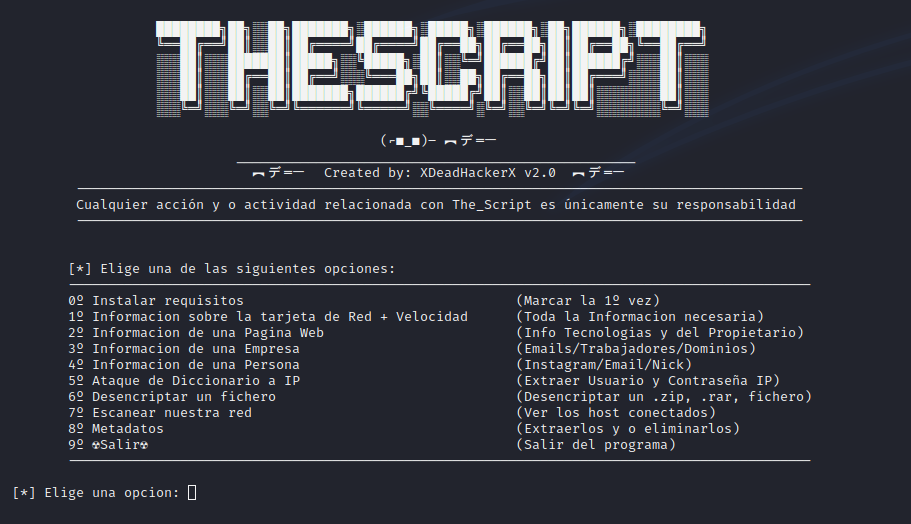 THESCRIPT
(⌐■_■)– ︻デ═一
︻デ═一 Created by: XDeadHackerX v2.0 ︻デ═一
Cualquier acción y o actividad relacionada con The_Script es únicamente su responsabilidad
[*] Elige una de las siguientes opciones:
0º Instalar requisitos (Marcar la 1º vez)
1º Informacion sobre la tarjeta de Red + Velocidad (Toda la Informacion necesaria)
2º Informacion de una Pagina Web (Info Tecnologias y del Propietario)
3º Informacion de una Empresa (Emails/Trabajadores/Dominios)
4º Informacion de una Persona (Instagram/Email/Nick)
5º Ataque de Diccionario a IP (Extraer Usuario y Contraseña IP)
6º Desencriptar un fichero (Desencriptar un .zip, .rar, fichero)
7º Escanear nuestra red (Ver los host conectados)
8º Metadatos (Extraerlos y o eliminarlos)
9º ☢Salir☢ (Salir del programa)
[*] Elige una opcion: